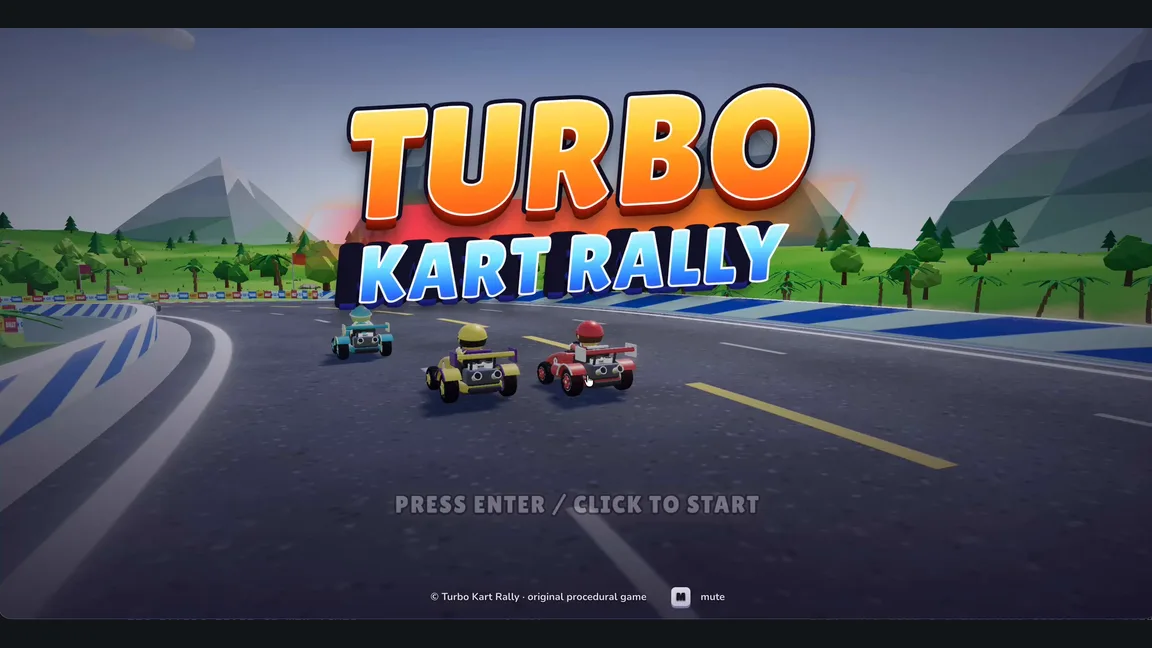 TURBO
KART RALLY
PRESS ENTER / CLICK TO START
© Turbo Kart Rally · original procedural game
M mute